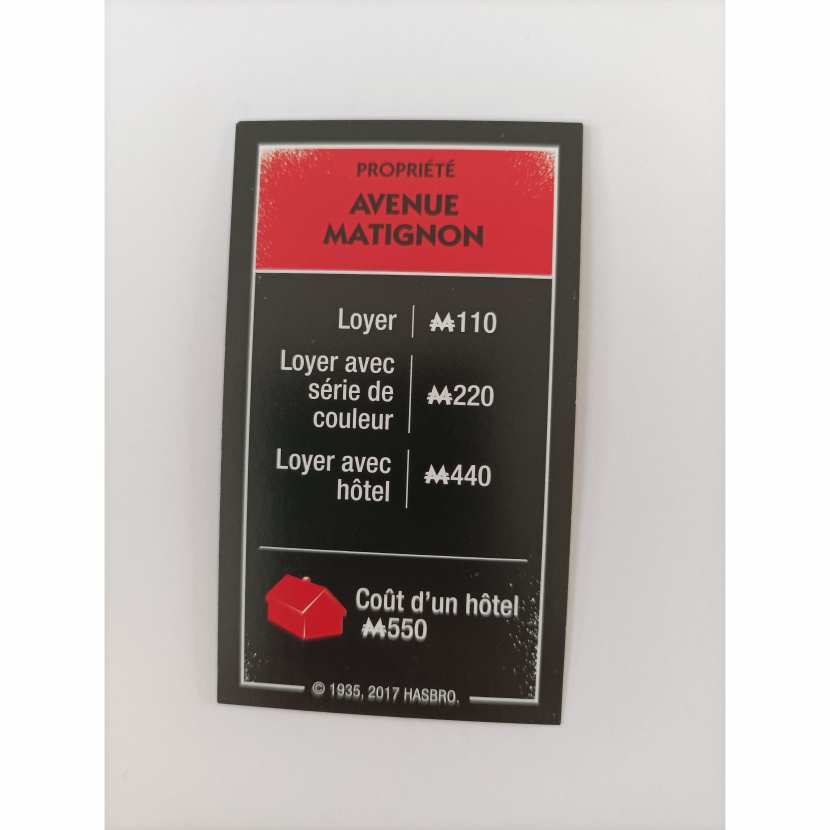 PROPRIÉTÉ
AVENUE
MATIGNON
Loyer ₩110
Loyer avec
série de
couleur ₩220
Loyer avec
hôtel ₩440
Coût d'un hôtel
₩550
© 1935, 2017 HASBRO.